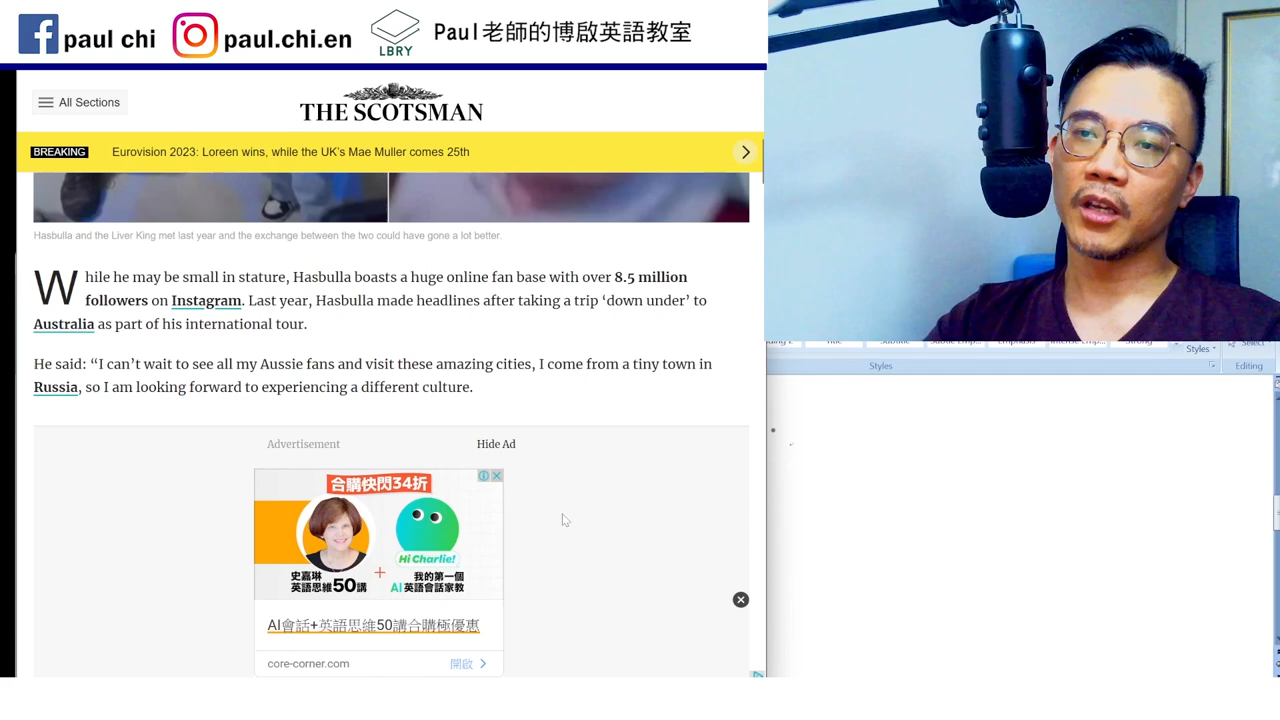 paul chi
paul.chi.en
LBRY
Paul老師的博啟英語教室
All Sections
THE SCOTSMAN
BREAKING
Eurovision 2023: Loreen wins, while the UK's Mae Muller comes 25th
Hasbulla and the Liver King met last year and the exchange between the two could have gone a lot better.
While he may be small in stature, Hasbulla boasts a huge online fan base with over 8.5 million
followers on Instagram. Last year, Hasbulla made headlines after taking a trip ‘down under’ to
Australia as part of his international tour.
He said: “I can’t wait to see all my Aussie fans and visit these amazing cities, I come from a tiny town in
Russia, so I am looking forward to experiencing a different culture.
Advertisement
Hide Ad
合購快閃34折
Hi Charlie!
史嘉琳
英語思維50講
+
我的第一個
AI英語會話家教
AI會話+英語思維50講合購極優惠
core-corner.com
開啟
Styles
Select
Styles
Editing